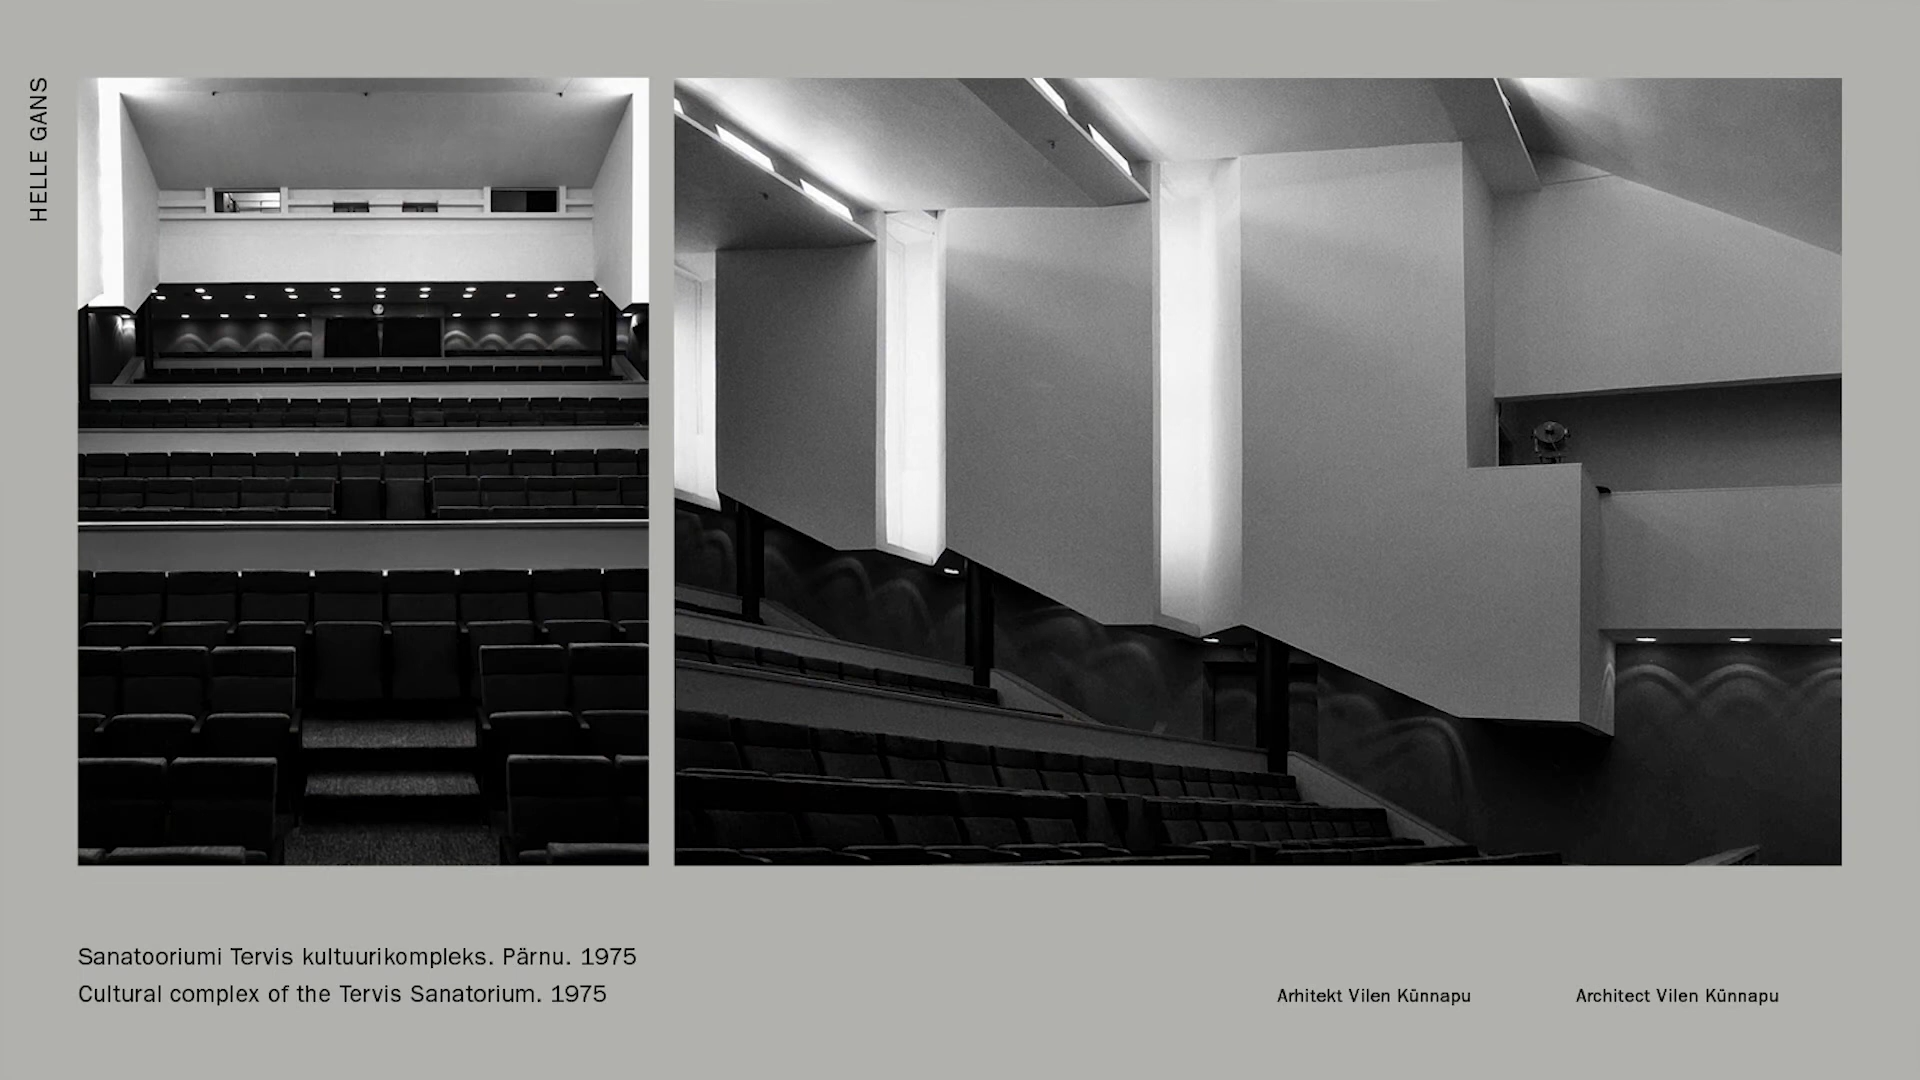 HELLE GANS
Sanatooriumi Tervis kultuurikompleks. Pärnu. 1975
Cultural complex of the Tervis Sanatorium. 1975
Arhitekt Vilen Künnapu
Architect Vilen Künnapu